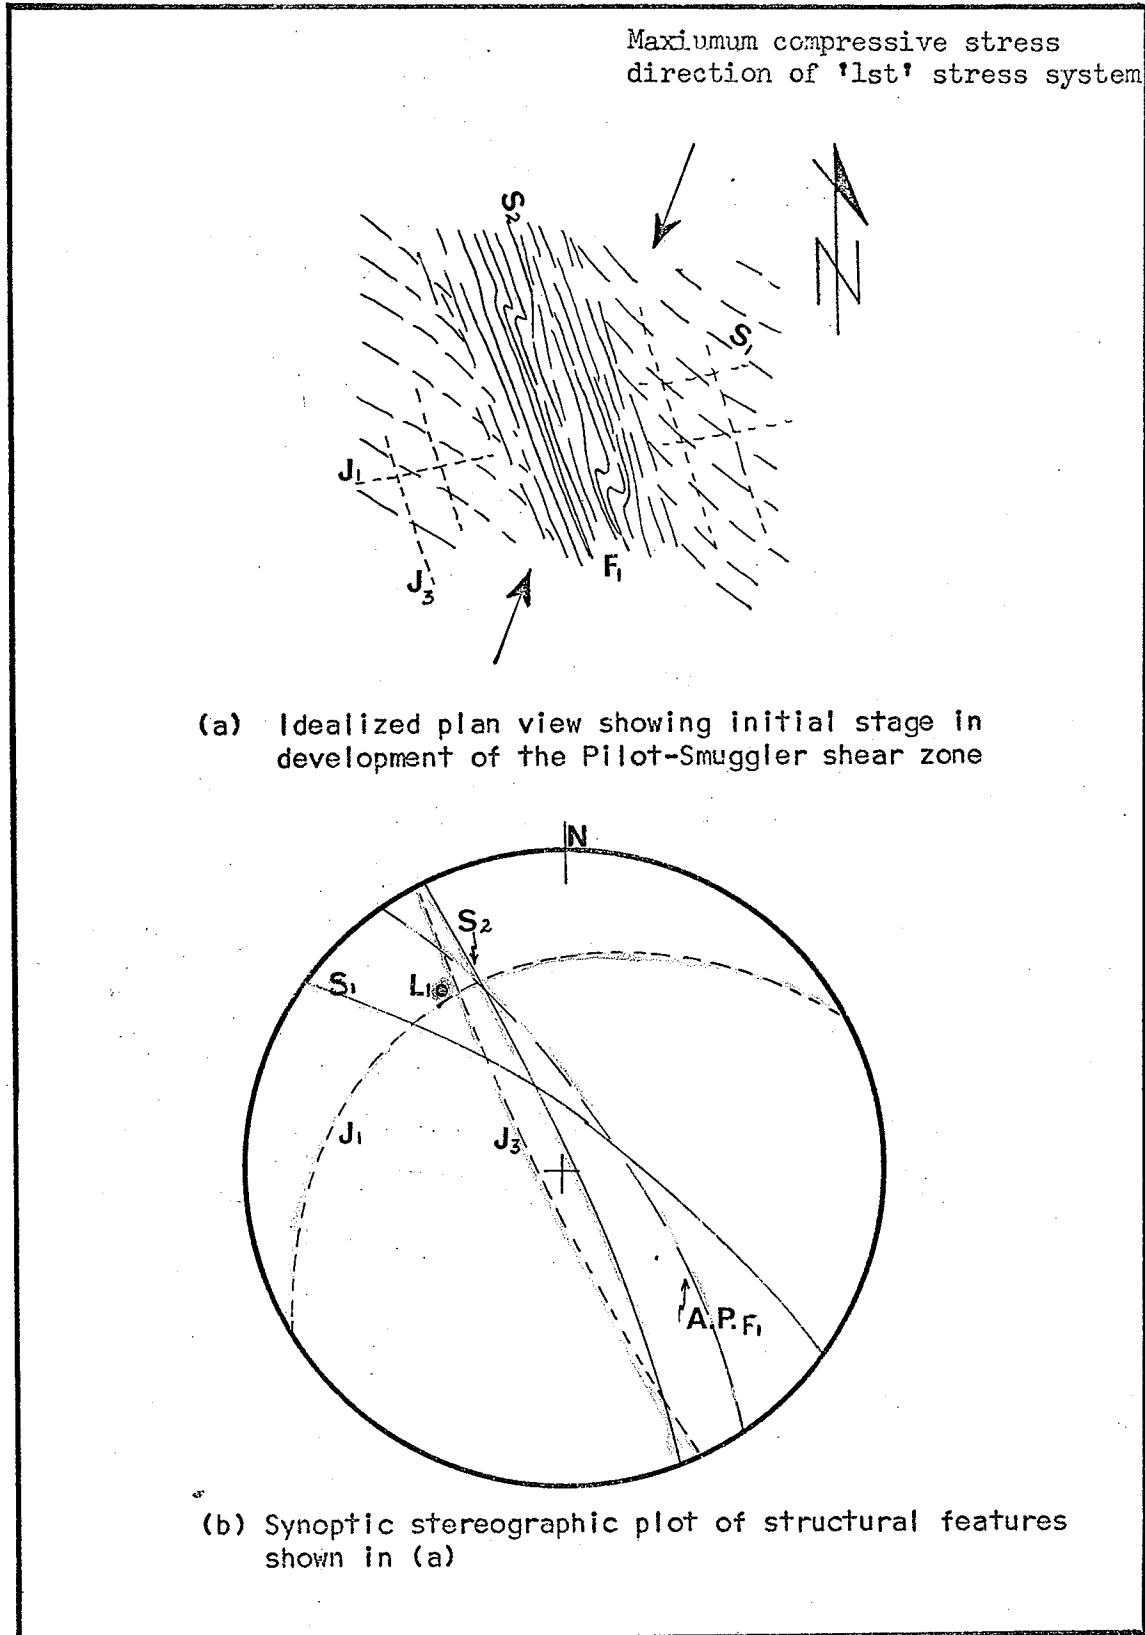 Maxiumum compressive stress
direction of '1st' stress system
N
S2
S1
J1
J3
F1
(a) Idealized plan view showing initial stage in
development of the Pilot-Smuggler shear zone
N
S2
S1
L1
J1
J3
A.P.F1
(b) Synoptic stereographic plot of structural features
shown in (a)